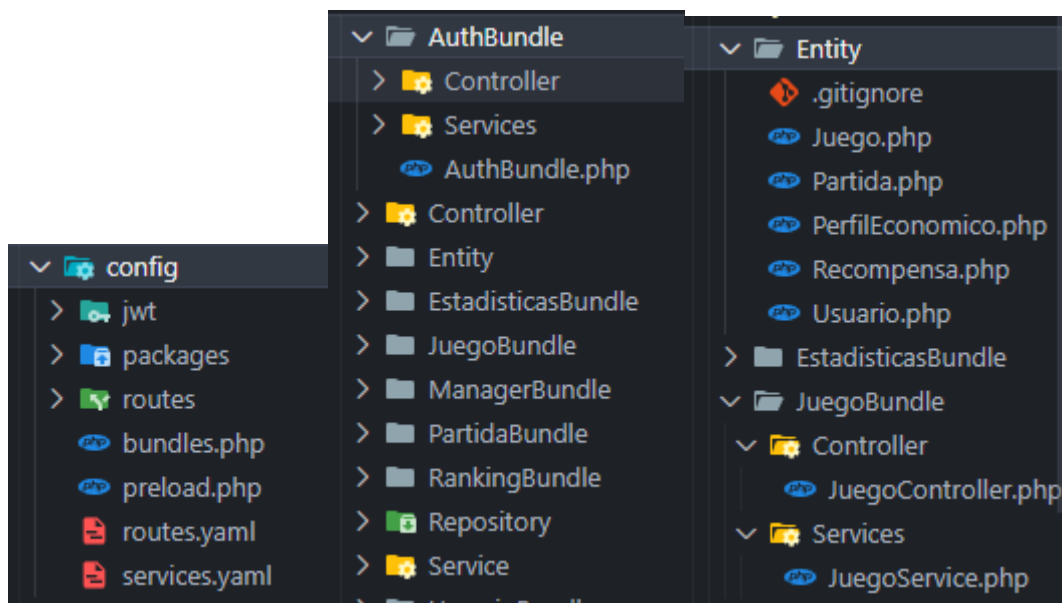 config
jwt
packages
routes
bundles.php
preload.php
routes.yaml
services.yaml
AuthBundle
Controller
Services
AuthBundle.php
Controller
Entity
EstadisticasBundle
JuegoBundle
ManagerBundle
PartidaBundle
RankingBundle
Repository
Service
Entity
.gitignore
Juego.php
Partida.php
PerfilEconomico.php
Recompensa.php
Usuario.php
EstadisticasBundle
JuegoBundle
Controller
JuegoController.php
Services
JuegoService.php